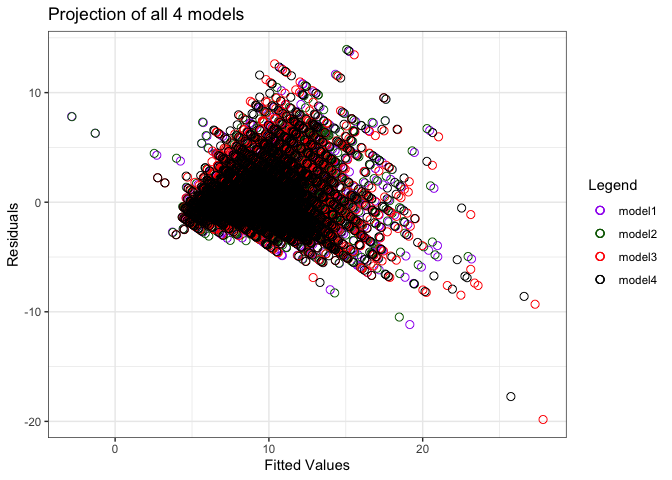 Projection of all 4 models
10
0
-10
-20
Residuals
0
10
20
Fitted Values
Legend
model1
model2
model3
model4